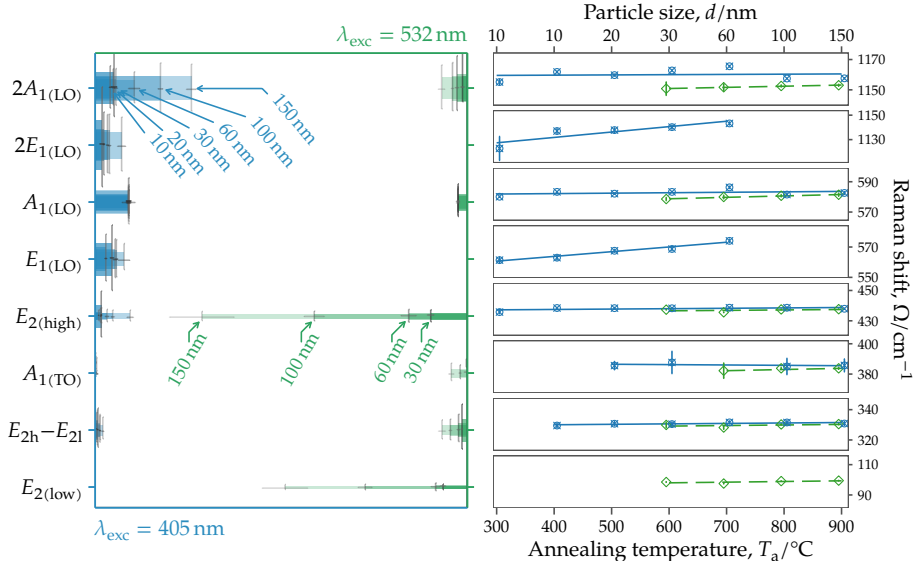 Particle size, d/nm
10 10 20 30 60 100 150
λexc = 532 nm
2A1(LO)
2E1(LO)
A1(LO)
E1(LO)
E2(high)
A1(TO)
E2h−E2l
E2(low)
10 nm
20 nm
30 nm
60 nm
100 nm
150 nm
150 nm
100 nm
60 nm
30 nm
λexc = 405 nm
1170
1150
1150
1130
590
570
570
550
450
430
400
380
330
320
100
90
Raman shift, Ω/cm−1
300 400 500 600 700 800 900
Annealing temperature, Ta/°C